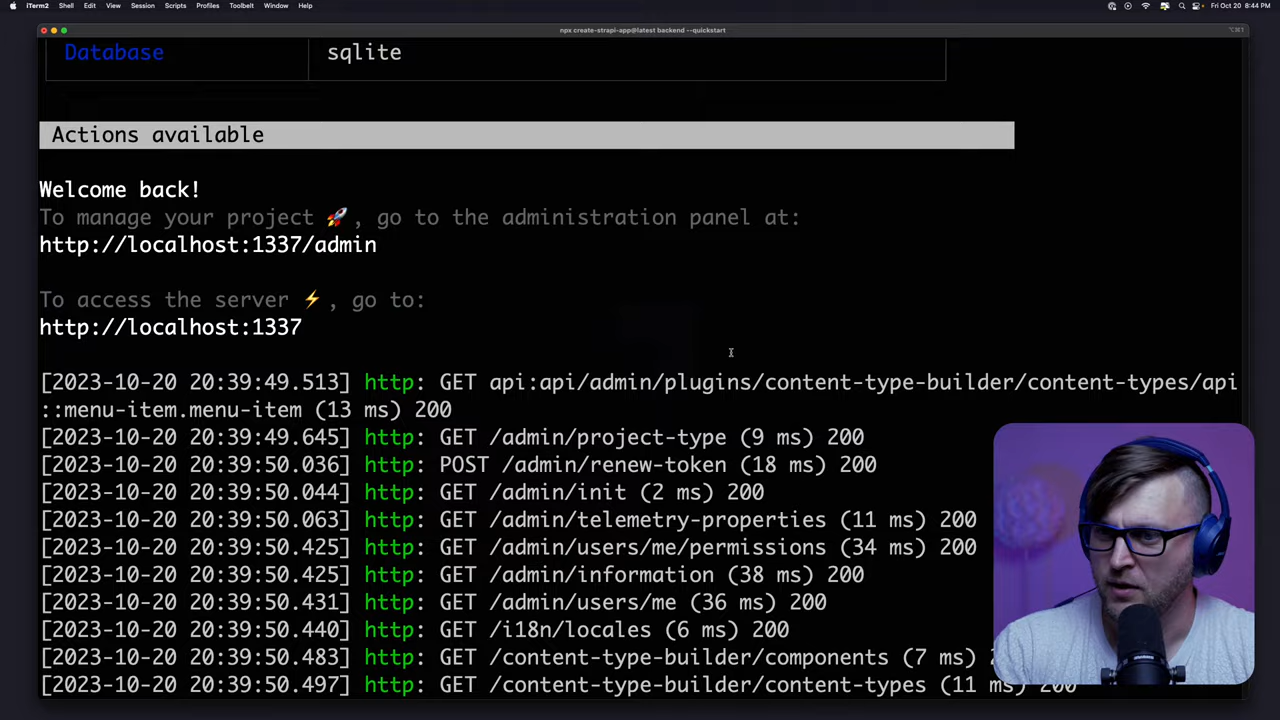 iTerm2 Shell Edit View Session Scripts Profiles Toolbelt Window Help
Fri Oct 20 8:44 PM
npx create-strapi-app@latest backend --quickstart
Database sqlite
Actions available
Welcome back!
To manage your project 🚀, go to the administration panel at:
http://localhost:1337/admin
To access the server ⚡, go to:
http://localhost:1337
[2023-10-20 20:39:49.513] http: GET api:api/admin/plugins/content-type-builder/content-types/api
::menu-item.menu-item (13 ms) 200
[2023-10-20 20:39:49.645] http: GET /admin/project-type (9 ms) 200
[2023-10-20 20:39:50.036] http: POST /admin/renew-token (18 ms) 200
[2023-10-20 20:39:50.044] http: GET /admin/init (2 ms) 200
[2023-10-20 20:39:50.063] http: GET /admin/telemetry-properties (11 ms) 200
[2023-10-20 20:39:50.425] http: GET /admin/users/me/permissions (34 ms) 200
[2023-10-20 20:39:50.425] http: GET /admin/information (38 ms) 200
[2023-10-20 20:39:50.431] http: GET /admin/users/me (36 ms) 200
[2023-10-20 20:39:50.440] http: GET /i18n/locales (6 ms) 200
[2023-10-20 20:39:50.483] http: GET /content-type-builder/components (7 ms)
[2023-10-20 20:39:50.497] http: GET /content-type-builder/content-types (11 ms) 200